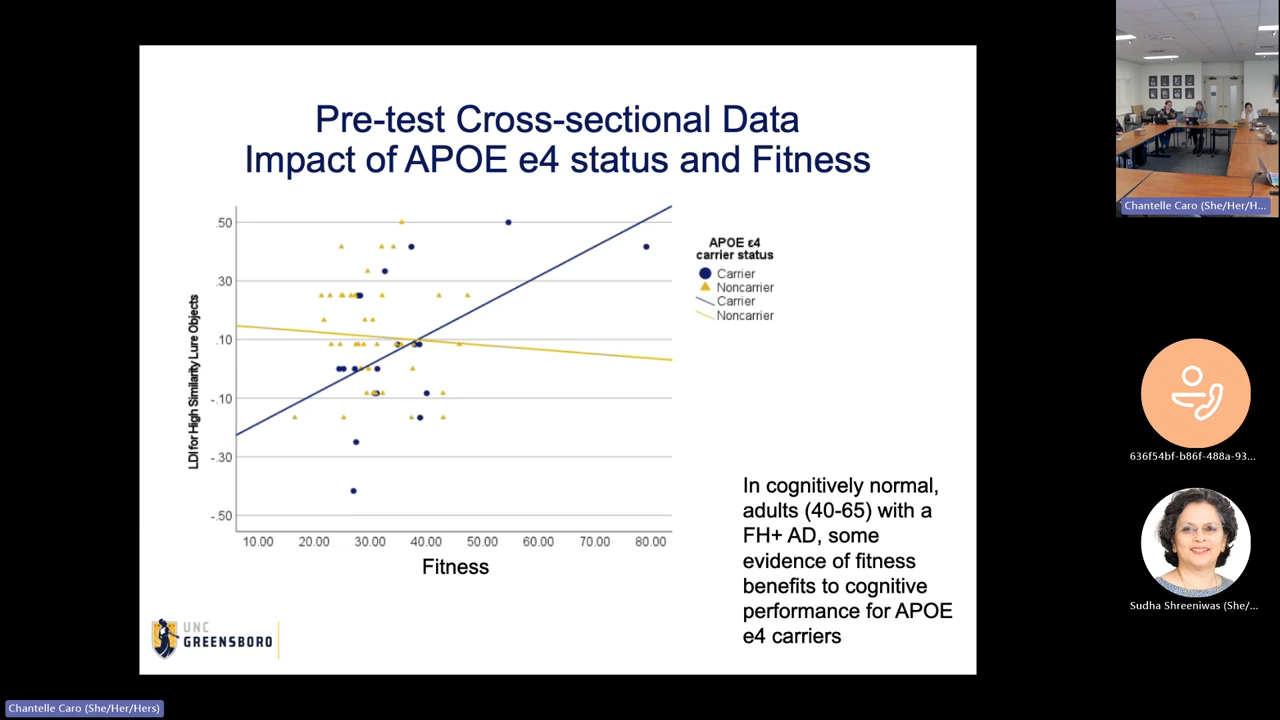 Pre-test Cross-sectional Data
Impact of APOE e4 status and Fitness
LDI for High Similarity Lure Objects
.50
.30
.10
-.10
-.30
-.50
10.00 20.00 30.00 40.00 50.00 60.00 70.00 80.00
Fitness
APOE ε4
carrier status
Carrier
Noncarrier
Carrier
Noncarrier
In cognitively normal,
adults (40-65) with a
FH+ AD, some
evidence of fitness
benefits to cognitive
performance for APOE
e4 carriers
UNC
GREENSBORO
Chantelle Caro (She/Her/H...
636f54bf-b86f-488a-93...
Sudha Shreeniwas (She/...
Chantelle Caro (She/Her/Hers)